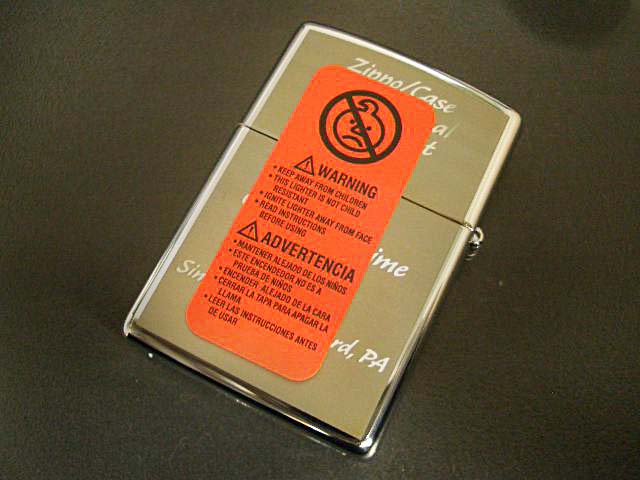 Zippo/Case
WARNING
• KEEP AWAY FROM CHILDREN
• THIS LIGHTER IS NOT CHILD
RESISTANT
• IGNITE LIGHTER AWAY FROM FACE
• READ INSTRUCTIONS
BEFORE USING
ADVERTENCIA
• MANTENER ALEJADO DE LOS NIÑOS
• ESTE ENCENDEDOR NO ES A
PRUEBA DE NIÑOS
• ENCENDER ALEJADO DE LA CARA
• CERRAR LA TAPA PARA APAGAR LA
LLAMA
• LEER LAS INSTRUCCIONES ANTES
DE USAR
ime
rd, PA